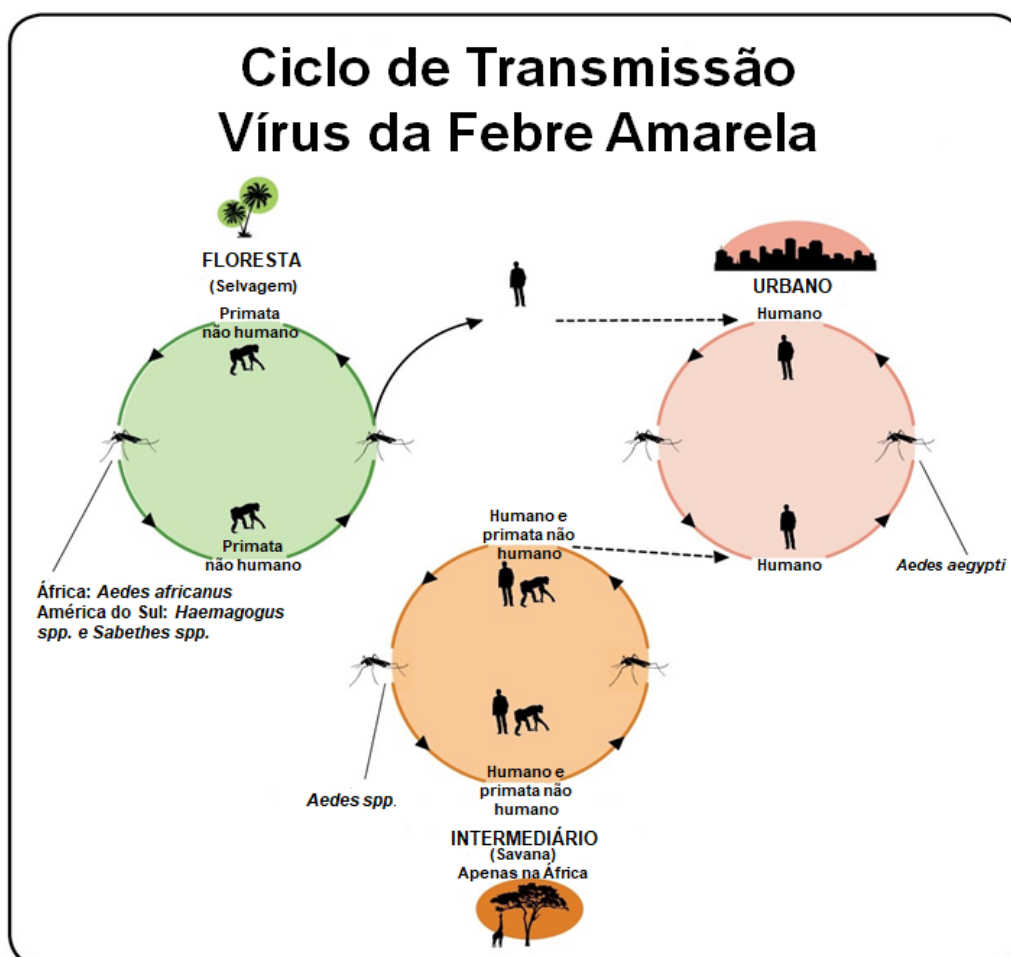 Ciclo de Transmissão
Vírus da Febre Amarela
FLORESTA
(Selvagem)
Primata
não humano
Primata
não humano
África: Aedes africanus
América do Sul: Haemagogus
spp. e Sabethes spp.
URBANO
Humano
Humano
Aedes aegypti
Humano e
primata não
humano
Aedes spp.
Humano e
primata não
humano
INTERMEDIÁRIO
(Savana)
Apenas na África